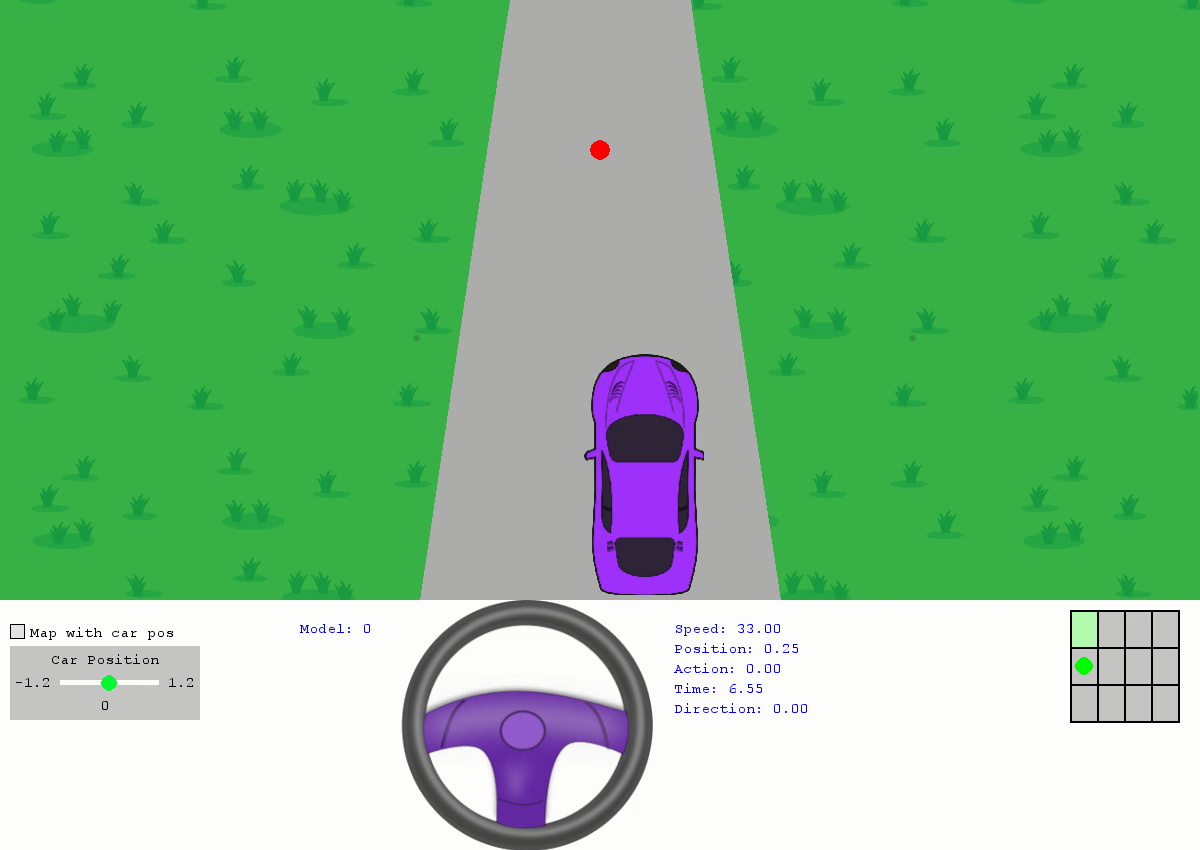 Map with car pos
Car Position
-1.2 1.2
0
Model: 0
Speed: 33.00
Position: 0.25
Action: 0.00
Time: 6.55
Direction: 0.00